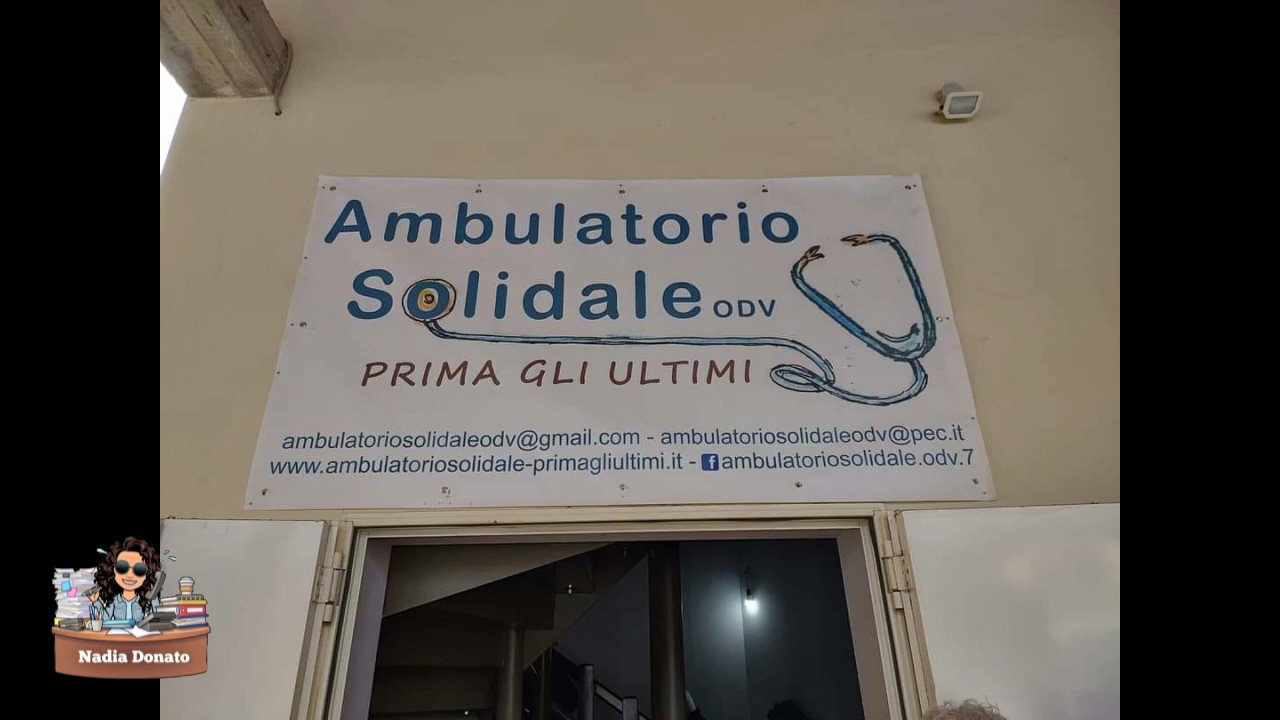 Ambulatorio
Solidale ODV
PRIMA GLI ULTIMI
ambulatoriosolidaleodv@gmail.com - ambulatoriosolidaleodv@pec.it
www.ambulatoriosolidale-primagliultimi.it - fambulatoriosolidale.odv.7
Nadia Donato